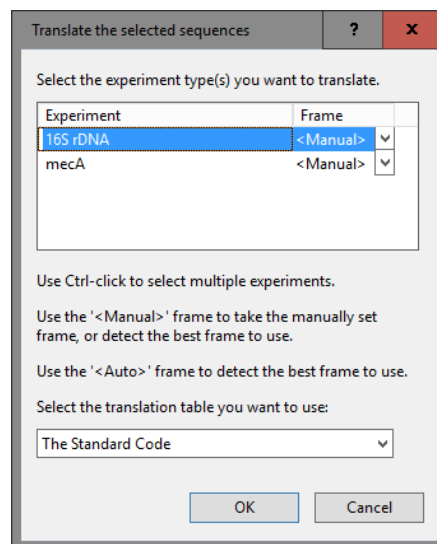 Translate the selected sequences ? x
Select the experiment type(s) you want to translate.
Experiment Frame
16S rDNA <Manual>
mecA <Manual>
Use Ctrl-click to select multiple experiments.
Use the '<Manual>' frame to take the manually set
frame, or detect the best frame to use.
Use the '<Auto>' frame to detect the best frame to use.
Select the translation table you want to use:
The Standard Code
OK Cancel